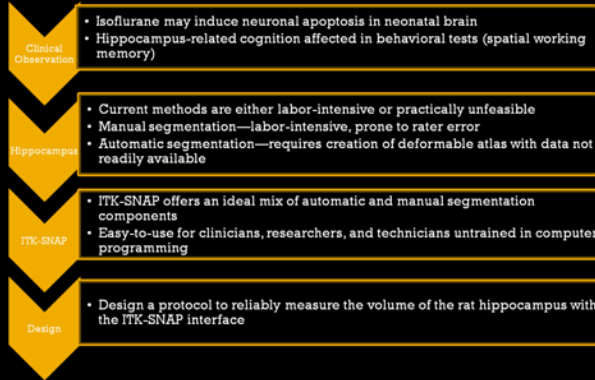 Clinical
Observation
• Isoflurane may induce neuronal apoptosis in neonatal brain
• Hippocampus-related cognition affected in behavioral tests (spatial working
memory)
Hippocampus
• Current methods are either labor-intensive or practically unfeasible
• Manual segmentation—labor-intensive, prone to rater error
• Automatic segmentation—requires creation of deformable atlas with data not
readily available
ITK-SNAP
• ITK-SNAP offers an ideal mix of automatic and manual segmentation
components
• Easy-to-use for clinicians, researchers, and technicians untrained in computer
programming
Design
• Design a protocol to reliably measure the volume of the rat hippocampus with
the ITK-SNAP interface